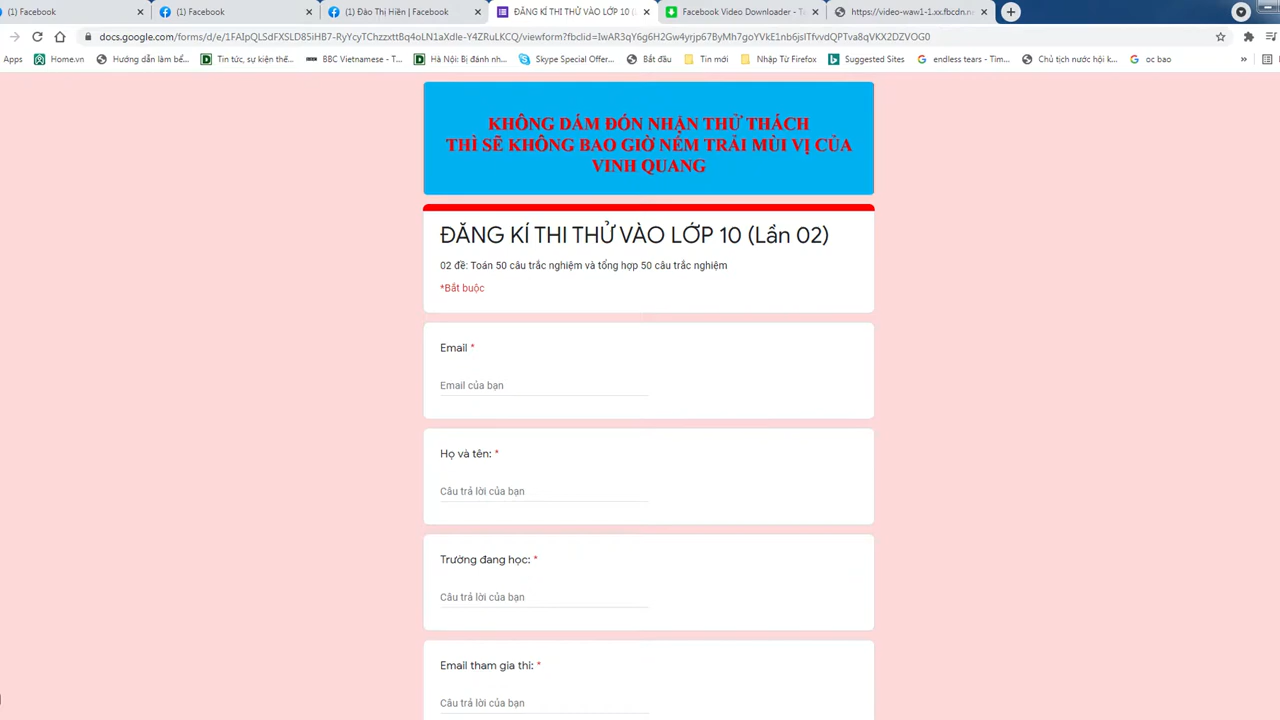 (1) Facebook
(1) Facebook
(1) Đào Thị Hiền | Facebook
ĐĂNG KÍ THI THỬ VÀO LỚP 10 (L
Facebook Video Downloader - T
https://video-waw1-1.xx.fbcdn.n
docs.google.com/forms/d/e/1FAIpQLSdFXSLD85iHB7-RyYcyTChzzxttBq4oLN1aXdIe-Y4ZRuLKCQ/viewform?fbclid=IwAR3qY6g6H2Gw4yrjp67ByMh7goYVkE1nb6jsITfvvdQPTva8qVKX2DZVOG0
Apps
Home.vn
Hướng dẫn làm bể...
Tin tức, sự kiện thế...
BBC Vietnamese - T...
Hà Nội: Bị đánh nh...
Skype Special Offer...
Bắt đầu
Tin mới
Nhập Từ Firefox
Suggested Sites
endless tears - Tim...
Chủ tịch nước hội k...
oc bao
»
KHÔNG DÁM ĐÓN NHẬN THỬ THÁCH
THÌ SẼ KHÔNG BAO GIỜ NẾM TRẢI MÙI VỊ CỦA
VINH QUANG
ĐĂNG KÍ THI THỬ VÀO LỚP 10 (Lần 02)
02 đề: Toán 50 câu trắc nghiệm và tổng hợp 50 câu trắc nghiệm
*Bắt buộc
Email *
Email của bạn
Họ và tên: *
Câu trả lời của bạn
Trường đang học: *
Câu trả lời của bạn
Email tham gia thi: *
Câu trả lời của bạn